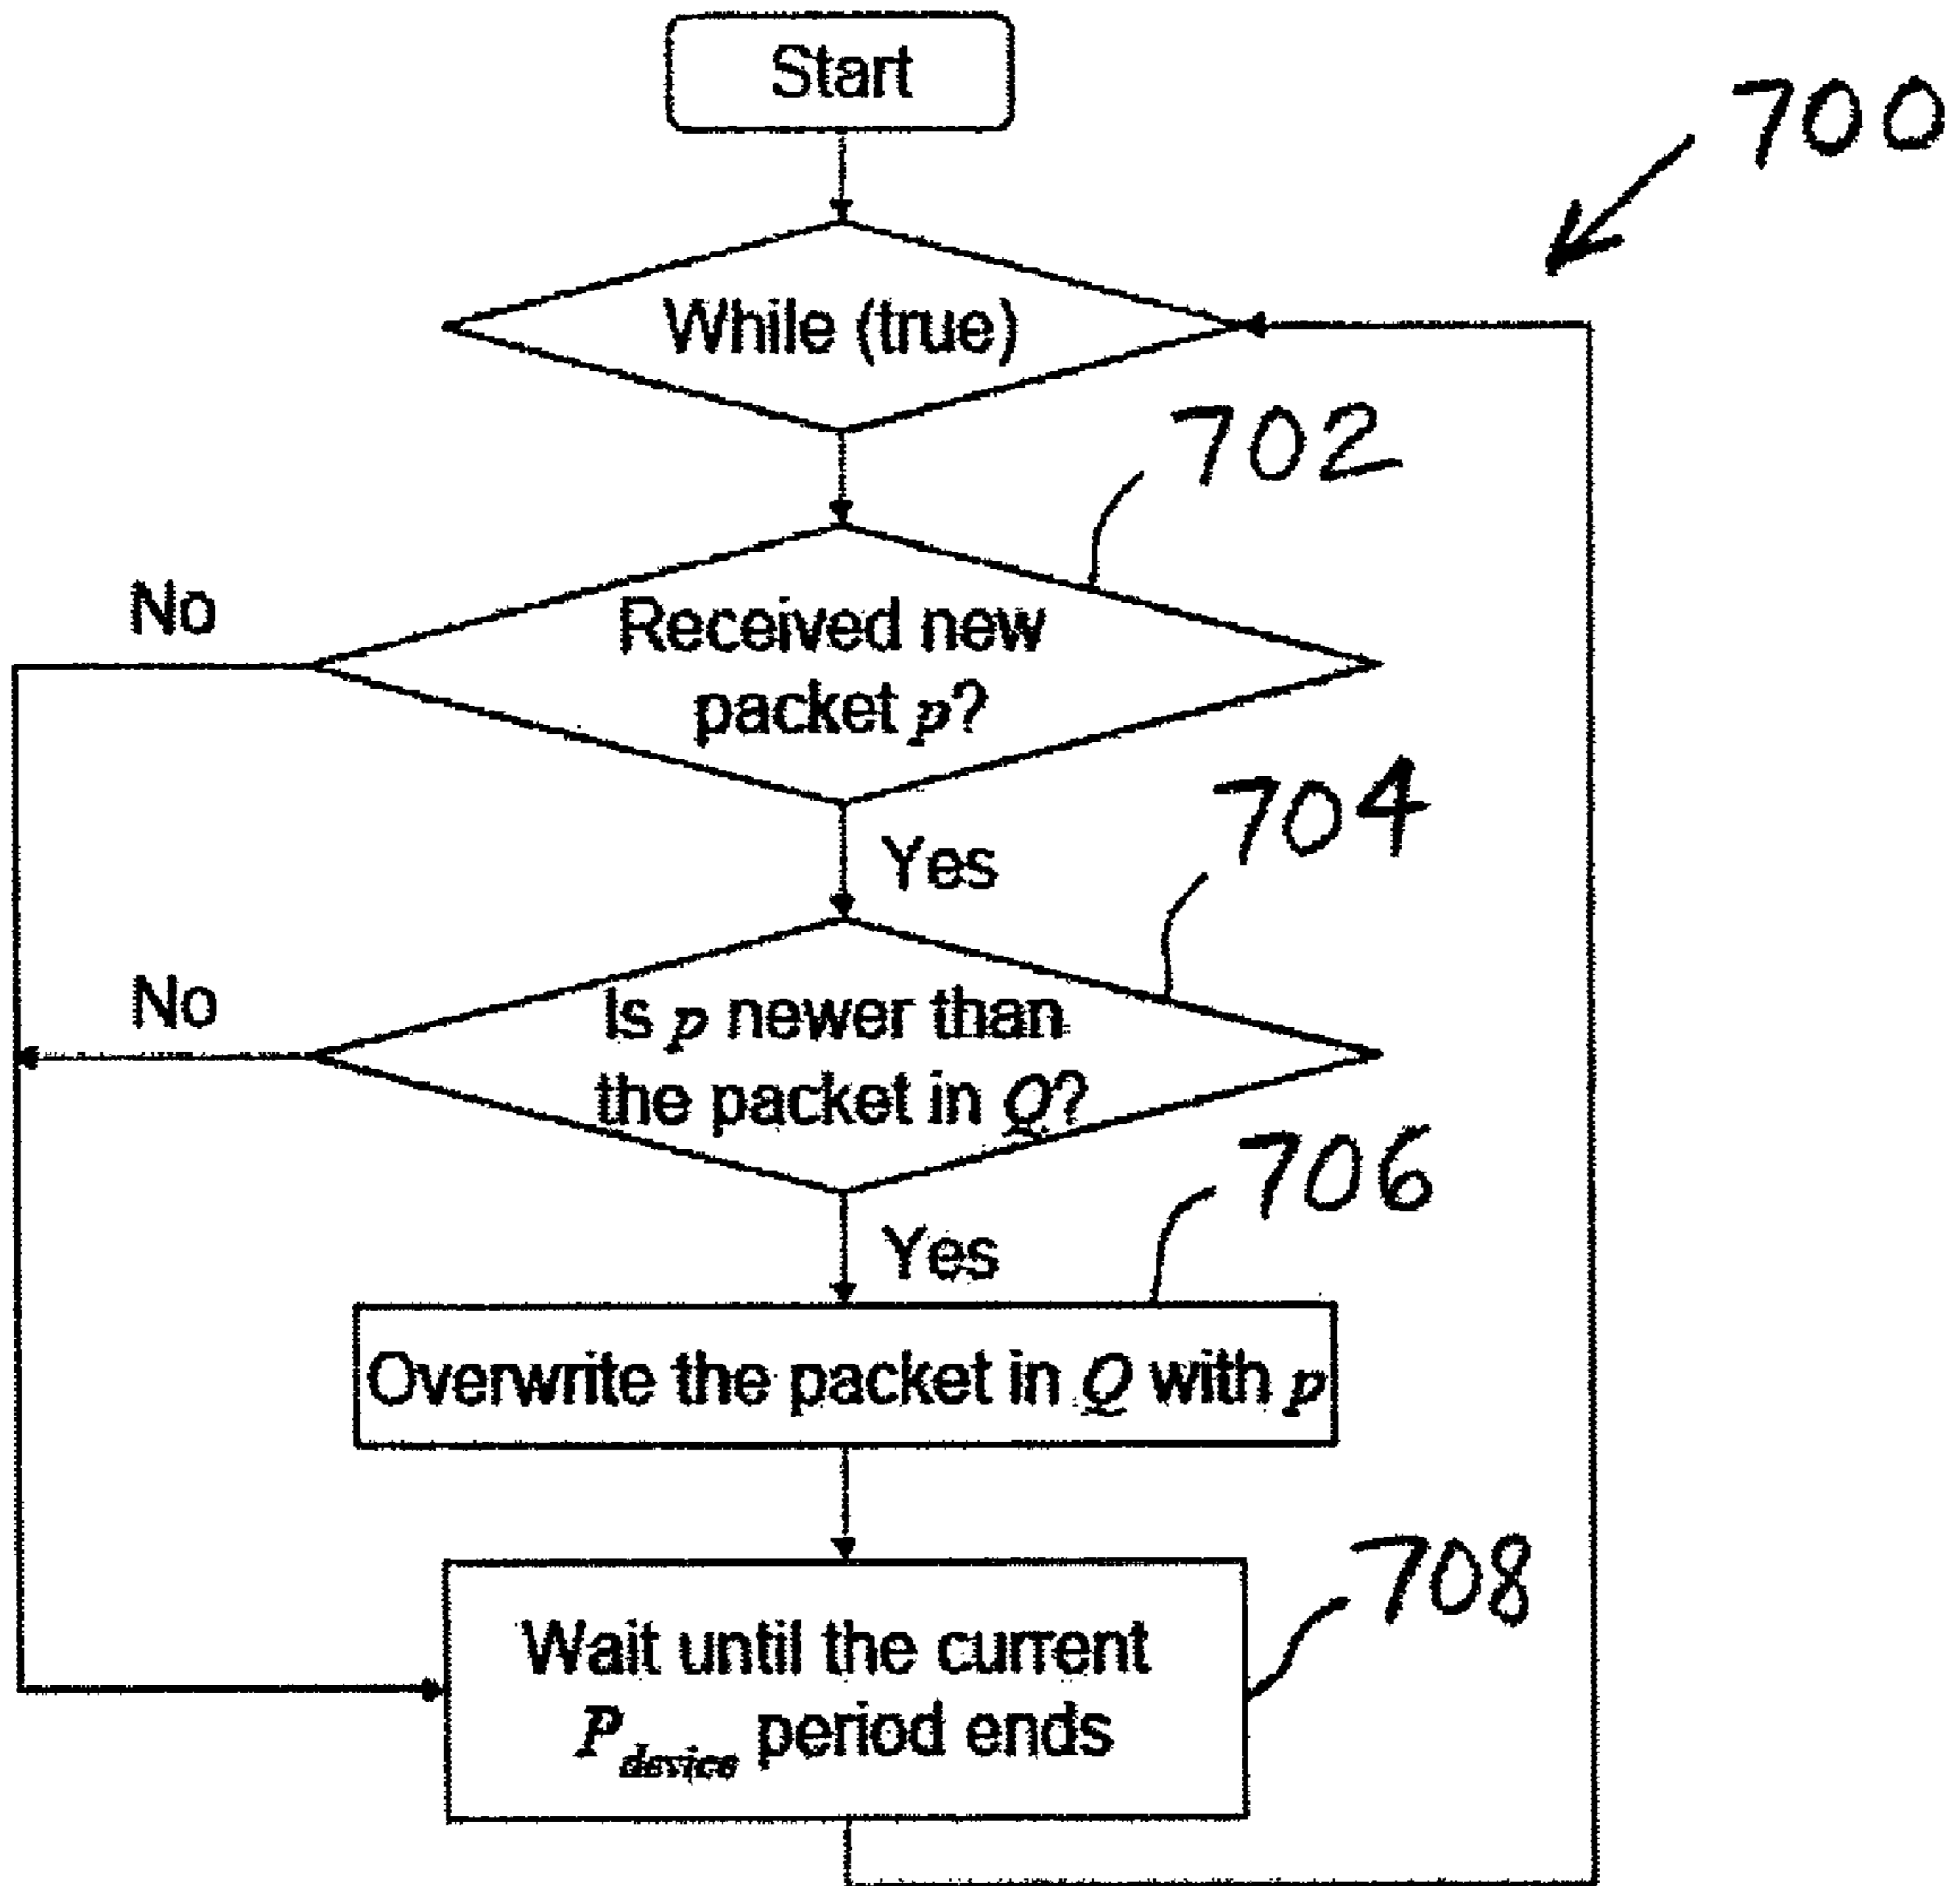 Start
700
While (true)
702
No
Received new
packet p?
704
Yes
No
Is p newer than
the packet in Q?
706
Yes
Overwrite the packet in Q with p
708
Wait until the current
P device period ends